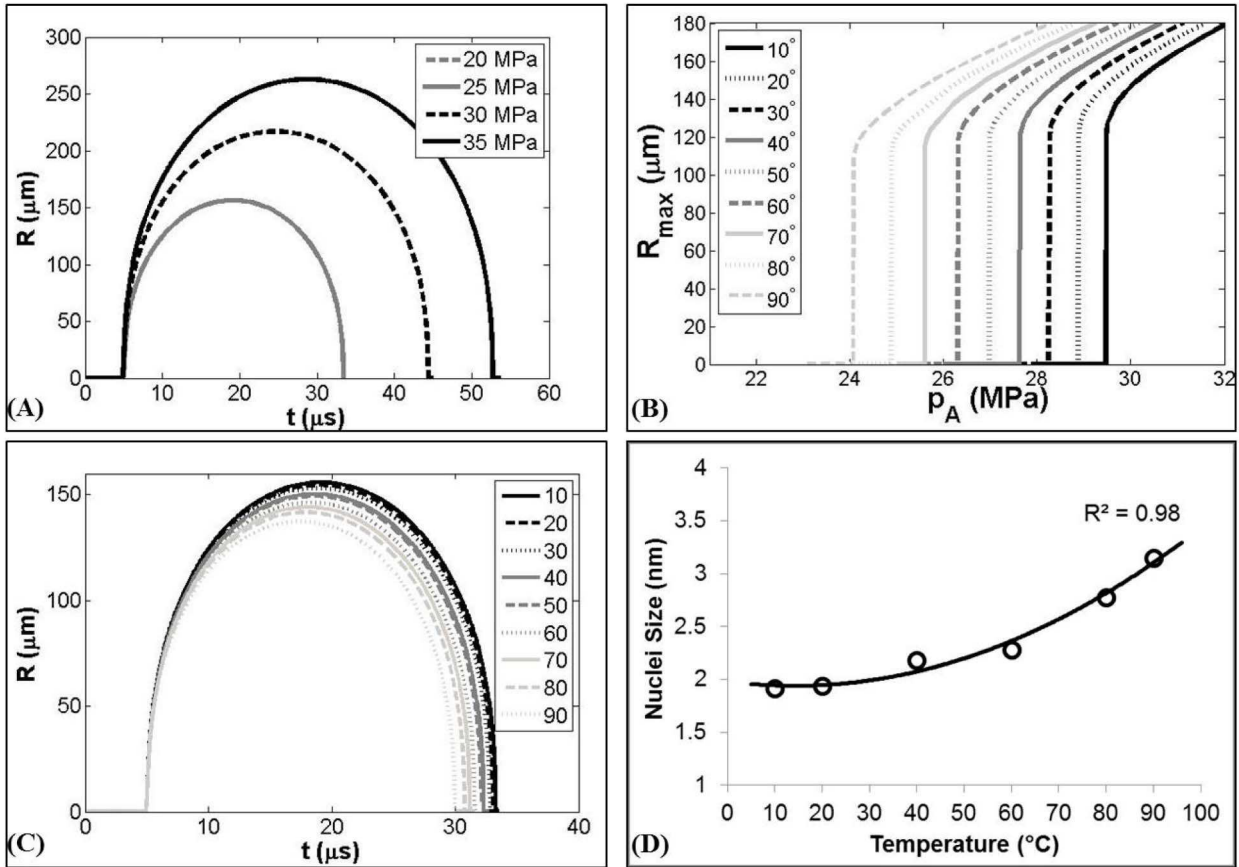 300
250
200
150
100
50
0
R (μm)
20 MPa
25 MPa
30 MPa
35 MPa
0 10 20 30 40 50 60
t (μs)
(A)
180
160
140
120
100
80
60
40
20
0
R_max (μm)
10°
20°
30°
40°
50°
60°
70°
80°
90°
22 24 26 28 30 32
p_A (MPa)
(B)
150
100
50
0
R (μm)
10
20
30
40
50
60
70
80
90
0 10 20 30 40
t (μs)
(C)
4
3.5
3
2.5
2
1.5
1
Nuclei Size (nm)
R² = 0.98
0 10 20 30 40 50 60 70 80 90 100
Temperature (°C)
(D)